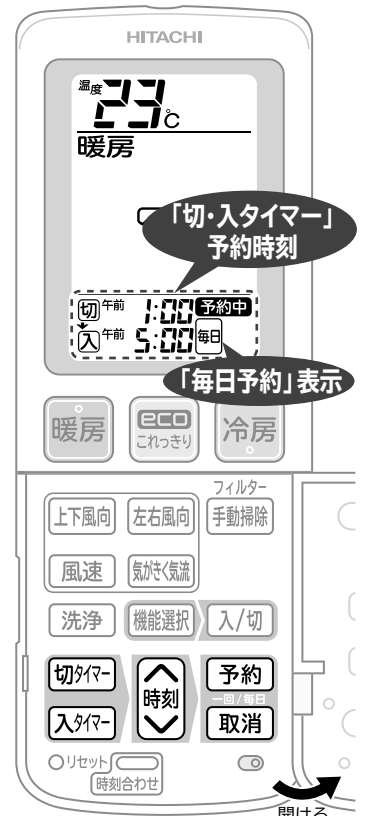 HITACHI
温度 23℃
暖房
「切・入タイマー」
予約時刻
切 午前 1:00 予約中
入 午前 5:00 毎日
「毎日予約」表示
暖房
eco
これっきり
冷房
フィルター
上下風向 左右風向 手動掃除
風速 気がきく気流
洗浄 機能選択 入/切
切タイマー 時刻 予約
一回/毎日
入タイマー 取消
リセット
時刻合わせ
開ける